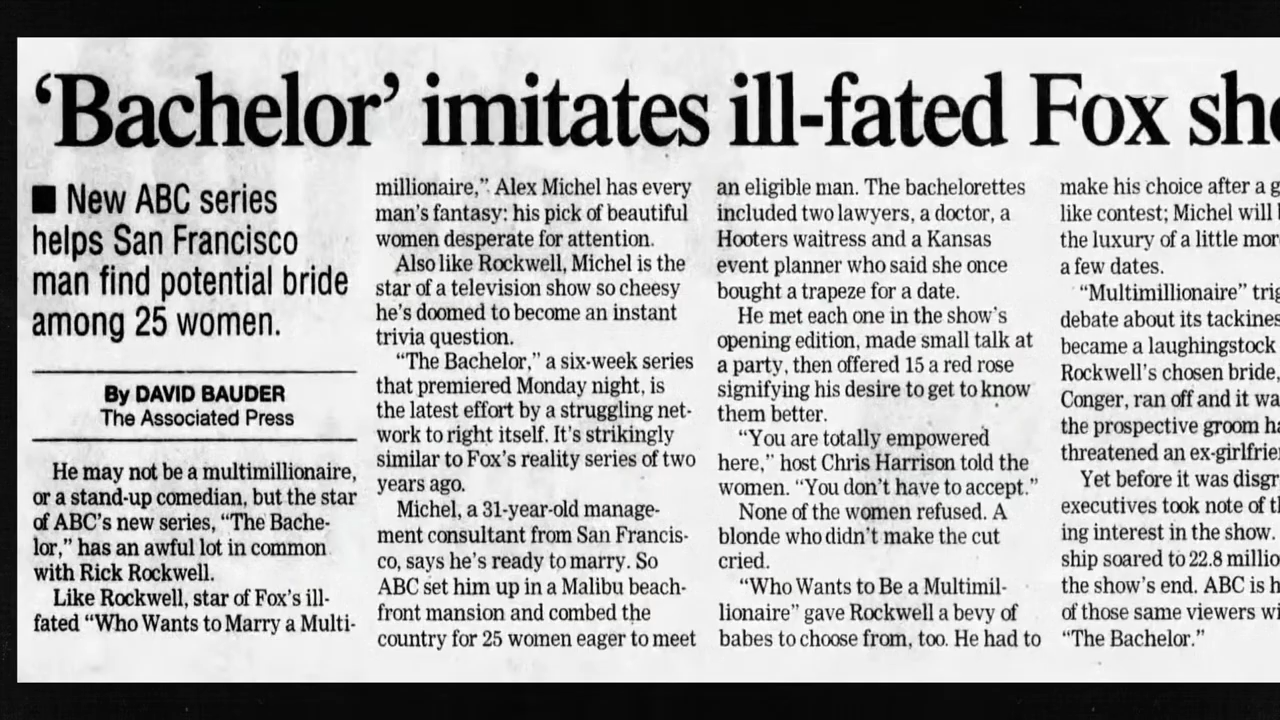 ‘Bachelor’ imitates ill-fated Fox
■ New ABC series
helps San Francisco
man find potential bride
among 25 women.
By DAVID BAUDER
The Associated Press
He may not be a multimillionaire,
or a stand-up comedian, but the star
of ABC's new series, “The Bache-
lor,” has an awful lot in common
with Rick Rockwell.
Like Rockwell, star of Fox's ill-
fated “Who Wants to Marry a Multi-
millionaire,” Alex Michel has every
man's fantasy: his pick of beautiful
women desperate for attention.
Also like Rockwell, Michel is the
star of a television show so cheesy
he's doomed to become an instant
trivia question.
“The Bachelor,” a six-week series
that premiered Monday night, is
the latest effort by a struggling net-
work to right itself. It's strikingly
similar to Fox's reality series of two
years ago.
Michel, a 31-year-old manage-
ment consultant from San Francis-
co, says he's ready to marry. So
ABC set him up in a Malibu beach-
front mansion and combed the
country for 25 women eager to meet
an eligible man. The bachelorettes
included two lawyers, a doctor, a
Hooters waitress and a Kansas
event planner who said she once
bought a trapeze for a date.
He met each one in the show's
opening edition, made small talk at
a party, then offered 15 a red rose
signifying his desire to get to know
them better.
“You are totally empowered
here,” host Chris Harrison told the
women. “You don't have to accept.”
None of the women refused. A
blonde who didn't make the cut
cried.
“Who Wants to Be a Multimil-
lionaire” gave Rockwell a bevy of
babes to choose from, too. He had to
make his choice after a
like contest; Michel will
the luxury of a little
a few dates.
“Multimillionaire”
debate about its
became a laughingstock
Rockwell's chosen bride,
Conger, ran off and it
the prospective groom
threatened an
Yet before it was
executives took note of
ing interest in the show.
ship soared to 22.8
the show's end. ABC is
of those same viewers
“The Bachelor.”